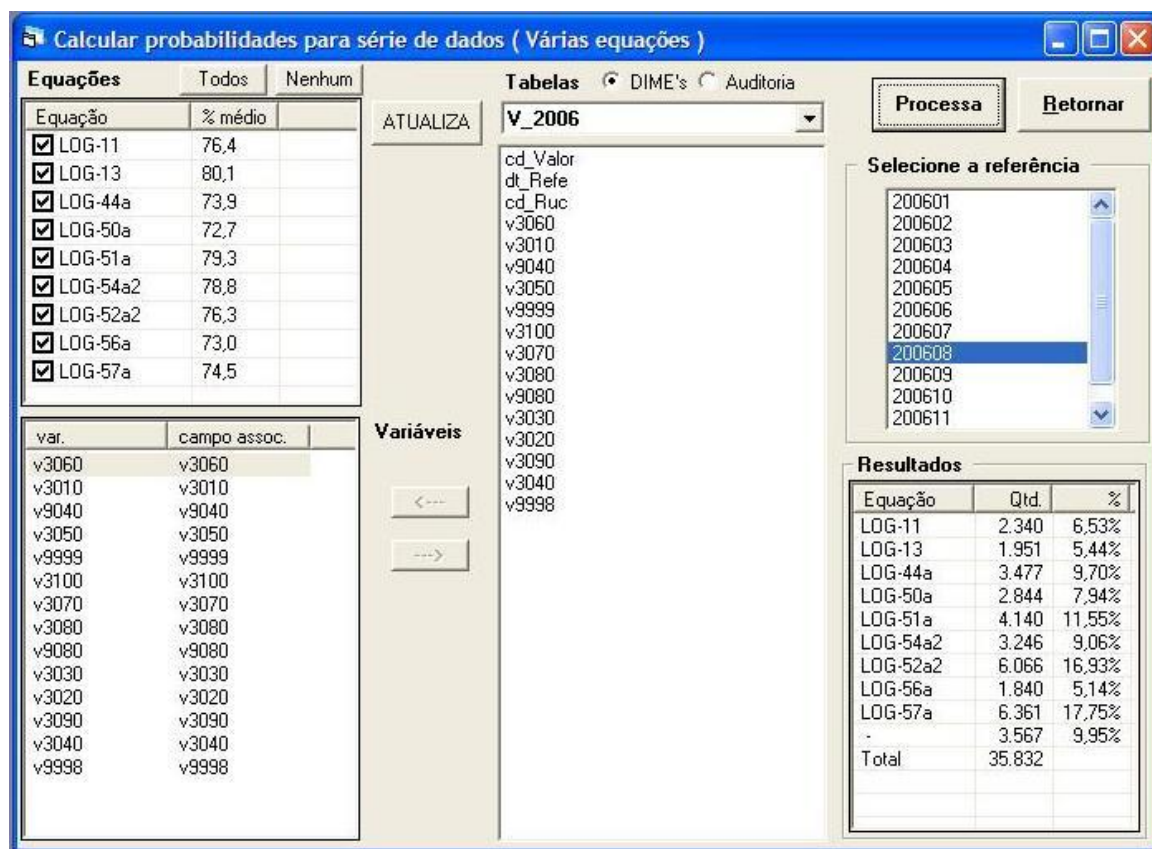 Calcular probabilidades para série de dados ( Várias equações )
Equações Todos Nenhum
Equação % médio
LOG-11 76,4
LOG-13 80,1
LOG-44a 73,9
LOG-50a 72,7
LOG-51a 79,3
LOG-54a2 78,8
LOG-52a2 76,3
LOG-56a 73,0
LOG-57a 74,5
var. campo assoc.
v3060 v3060
v3010 v3010
v9040 v9040
v3050 v3050
v9999 v9999
v3100 v3100
v3070 v3070
v3080 v3080
v9080 v9080
v3030 v3030
v3020 v3020
v3090 v3090
v3040 v3040
v9998 v9998
ATUALIZA
Variáveis
<---
--->
Tabelas DIME's Auditoria
V_2006
cd_Valor
dt_Refe
cd_Ruc
v3060
v3010
v9040
v3050
v9999
v3100
v3070
v3080
v9080
v3030
v3020
v3090
v3040
v9998
Processa Retornar
Selecione a referência
200601
200602
200603
200604
200605
200606
200607
200608
200609
200610
200611
Resultados
Equação Qtd. %
LOG-11 2.340 6,53%
LOG-13 1.951 5,44%
LOG-44a 3.477 9,70%
LOG-50a 2.844 7,94%
LOG-51a 4.140 11,55%
LOG-54a2 3.246 9,06%
LOG-52a2 6.066 16,93%
LOG-56a 1.840 5,14%
LOG-57a 6.361 17,75%
- 3.567 9,95%
Total 35.832